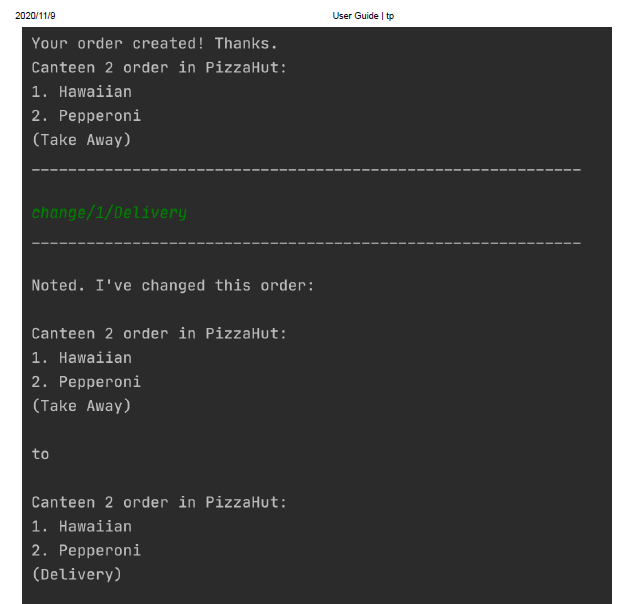 2020/11/9
User Guide | tp
Your order created! Thanks.
Canteen 2 order in PizzaHut:
1. Hawaiian
2. Pepperoni
(Take Away)
____________________________________________________________
change/1/Delivery
____________________________________________________________
Noted. I've changed this order:
Canteen 2 order in PizzaHut:
1. Hawaiian
2. Pepperoni
(Take Away)
to
Canteen 2 order in PizzaHut:
1. Hawaiian
2. Pepperoni
(Delivery)